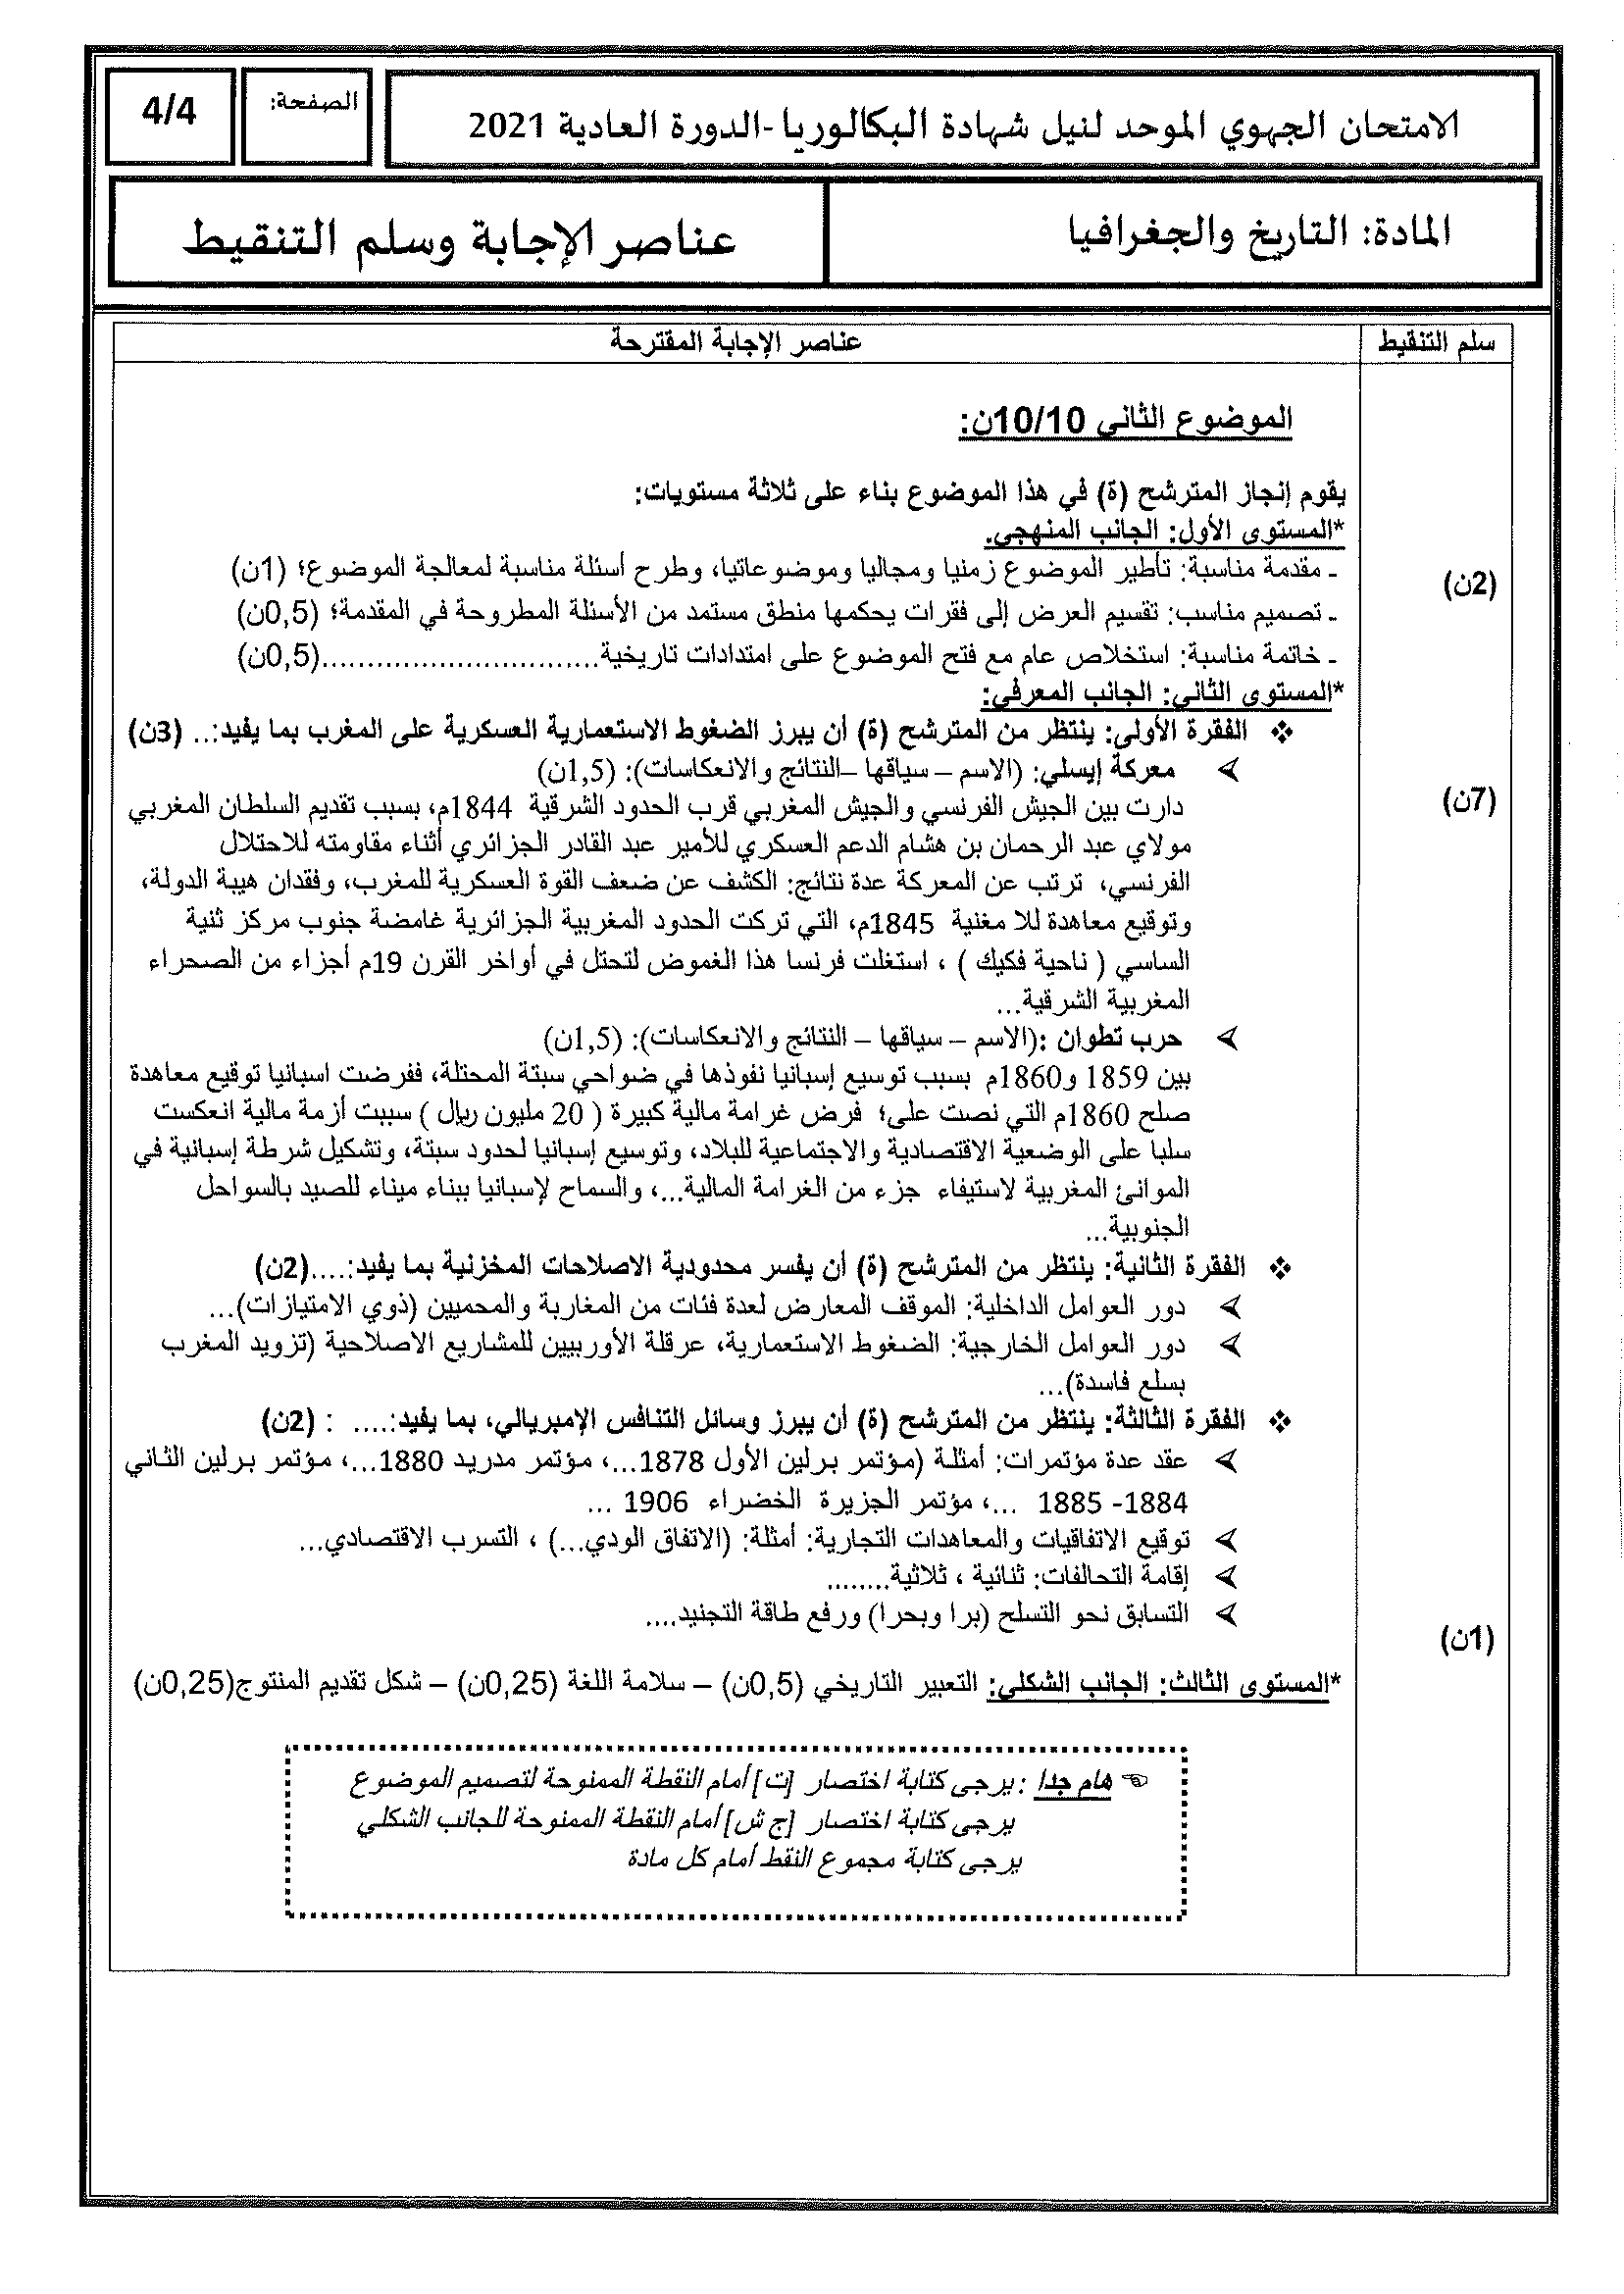 الامتحان الجهوي الموحد لنيل شهادة البكالوريا -الدورة العادية 2021
الصفحة:
4/4
المادة: التاريخ والجغرافيا
عناصر الإجابة وسلم التنقيط
سلم التنقيط
عناصر الإجابة المقترحة
الموضوع الثاني 10/10ن:
يقوم إنجاز المترشح (ة) في هذا الموضوع بناء على ثلاثة مستويات:
*المستوى الأول: الجانب المنهجي.
(2ن)
ـ مقدمة مناسبة: تأطير الموضوع زمنيا ومجاليا وموضوعاتيا، وطرح أسئلة مناسبة لمعالجة الموضوع؛ (1ن)
ـ تصميم مناسب: تقسيم العرض إلى فقرات يحكمها منطق مستمد من الأسئلة المطروحة في المقدمة؛ (0,5ن)
ـ خاتمة مناسبة: استخلاص عام مع فتح الموضوع على امتدادات تاريخية...............................(0,5ن)
*المستوى الثاني: الجانب المعرفي:
❖ الفقرة الأولى: ينتظر من المترشح (ة) أن يبرز الضغوط الاستعمارية العسكرية على المغرب بما يفيد:.. (3ن)
⮚ معركة إيسلي: (الاسم – سياقها –النتائج والانعكاسات): (1,5ن)
(7ن)
دارت بين الجيش الفرنسي والجيش المغربي قرب الحدود الشرقية 1844م، بسبب تقديم السلطان المغربي
مولاي عبد الرحمان بن هشام الدعم العسكري للأمير عبد القادر الجزائري أثناء مقاومته للاحتلال
الفرنسي، ترتب عن المعركة عدة نتائج: الكشف عن ضعف القوة العسكرية للمغرب، وفقدان هيبة الدولة،
وتوقيع معاهدة للا مغنية 1845م، التي تركت الحدود المغربية الجزائرية غامضة جنوب مركز ثنية
الساسي ( ناحية فكيك ) ، استغلت فرنسا هذا الغموض لتحتل في أواخر القرن 19م أجزاء من الصحراء
المغربية الشرقية...
⮚ حرب تطوان :(الاسم – سياقها – النتائج والانعكاسات): (1,5ن)
بين 1859 و1860م بسبب توسيع إسبانيا نفوذها في ضواحي سبتة المحتلة، ففرضت اسبانيا توقيع معاهدة
صلح 1860م التي نصت على؛ فرض غرامة مالية كبيرة ( 20 مليون ريال ) سببت أزمة مالية انعكست
سلبا على الوضعية الاقتصادية والاجتماعية للبلاد، وتوسيع إسبانيا لحدود سبتة، وتشكيل شرطة إسبانية في
الموانئ المغربية لاستيفاء جزء من الغرامة المالية...، والسماح لإسبانيا ببناء ميناء للصيد بالسواحل
الجنوبية...
❖ الفقرة الثانية: ينتظر من المترشح (ة) أن يفسر محدودية الاصلاحات المخزنية بما يفيد:....(2ن)
⮚ دور العوامل الداخلية: الموقف المعارض لعدة فئات من المغاربة والمحميين (ذوي الامتيازات)...
⮚ دور العوامل الخارجية: الضغوط الاستعمارية، عرقلة الأوربيين للمشاريع الاصلاحية (تزويد المغرب
بسلع فاسدة)...
❖ الفقرة الثالثة: ينتظر من المترشح (ة) أن يبرز وسائل التنافس الإمبريالي، بما يفيد:.... : (2ن)
⮚ عقد عدة مؤتمرات: أمثلة (مؤتمر برلين الأول 1878...، مؤتمر مدريد 1880...، مؤتمر برلين الثاني
1884- 1885 ...، مؤتمر الجزيرة الخضراء 1906 ...
⮚ توقيع الاتفاقيات والمعاهدات التجارية: أمثلة: (الاتفاق الودي...) ، التسرب الاقتصادي...
⮚ إقامة التحالفات: ثنائية ، ثلاثية........
⮚ التسابق نحو التسلح (برا وبحرا) ورفع طاقة التجنيد....
(1ن)
*المستوى الثالث: الجانب الشكلي: التعبير التاريخي (0,5ن) – سلامة اللغة (0,25ن) – شكل تقديم المنتوج(0,25ن)
☜ هام جدا : يرجى كتابة اختصار [ت] أمام النقطة الممنوحة لتصميم الموضوع
يرجى كتابة اختصار [ج ش] أمام النقطة الممنوحة للجانب الشكلي
يرجى كتابة مجموع النقط أمام كل مادة